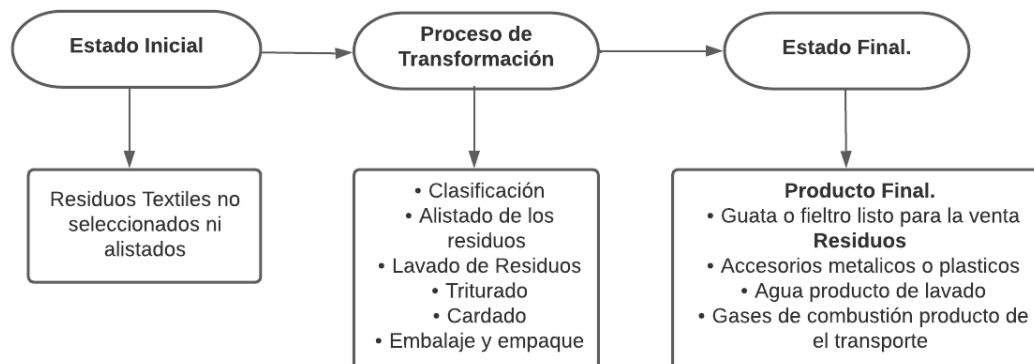 Estado Inicial
Proceso de
Transformación
Estado Final.
Residuos Textiles no
seleccionados ni
alistados
• Clasificación
• Alistado de los
residuos
• Lavado de Residuos
• Triturado
• Cardado
• Embalaje y empaque
Producto Final.
• Guata o fieltro listo para la venta
Residuos
• Accesorios metalicos o plasticos
• Agua producto de lavado
• Gases de combustión producto de
el transporte